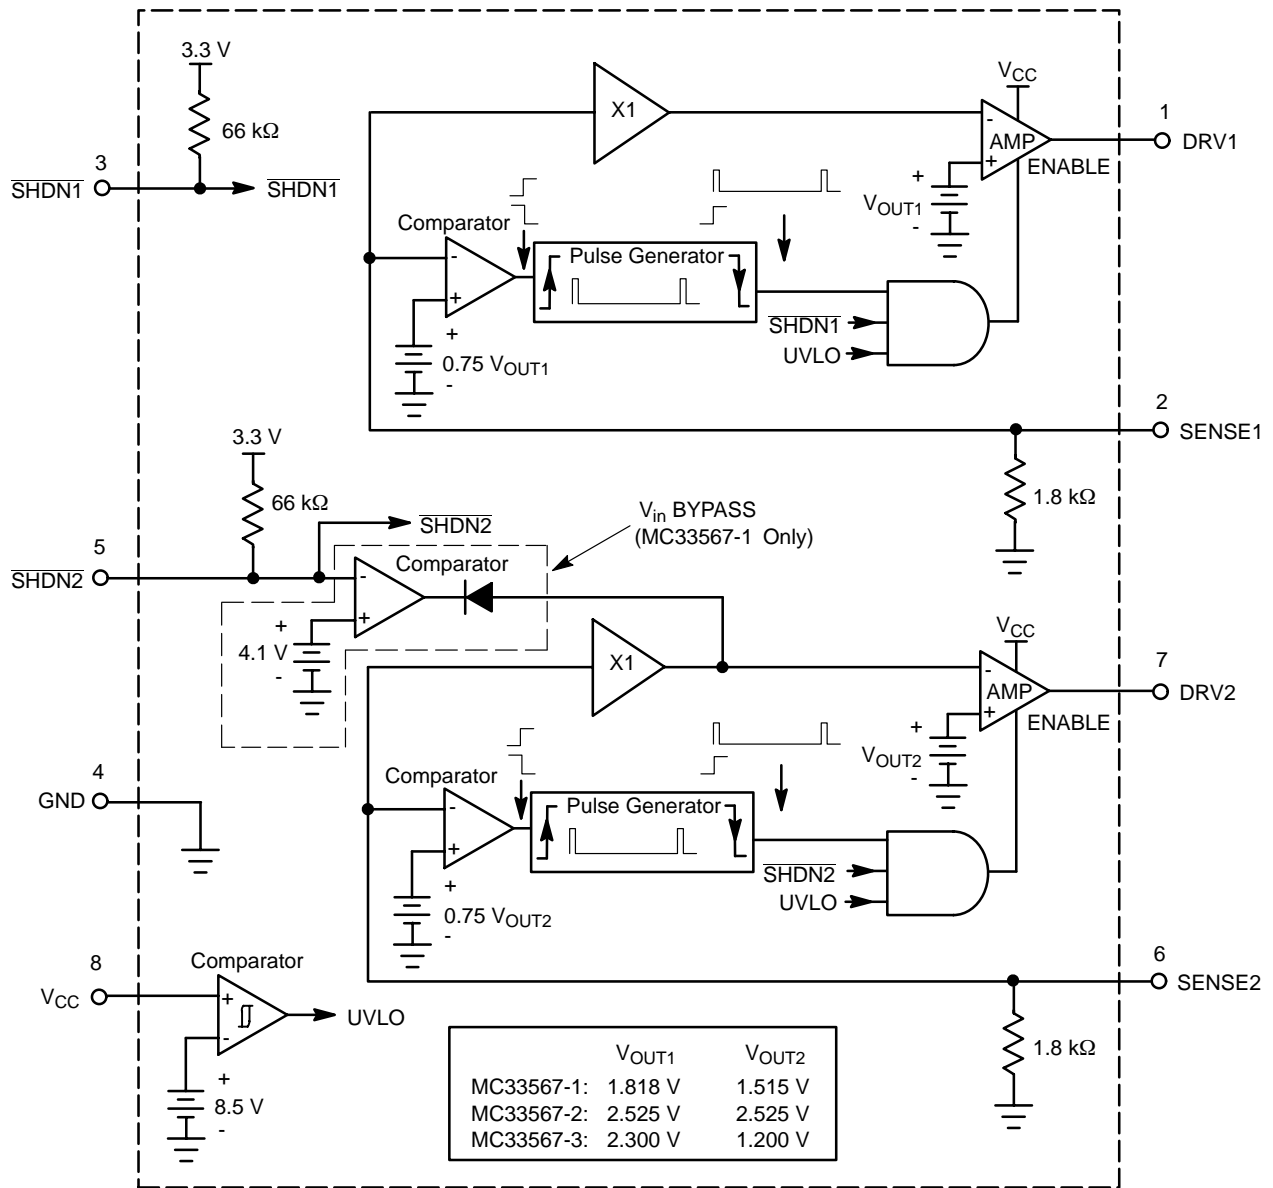 3.3 V
66 kΩ
3
SHDN1
SHDN1
X1
VCC
-
AMP
+
ENABLE
1
DRV1
+
VOUT1
-
Comparator
-
+
Pulse Generator
SHDN1
UVLO
+
0.75 VOUT1
-
2
SENSE1
1.8 kΩ
3.3 V
66 kΩ
SHDN2
Vin BYPASS
(MC33567-1 Only)
5
SHDN2
Comparator
-
+
+
4.1 V
-
X1
VCC
-
AMP
+
ENABLE
7
DRV2
+
VOUT2
-
Comparator
-
+
Pulse Generator
SHDN2
UVLO
+
0.75 VOUT2
-
4
GND
6
SENSE2
1.8 kΩ
8
VCC
Comparator
+
-
UVLO
+
8.5 V
-
VOUT1 VOUT2
MC33567-1: 1.818 V 1.515 V
MC33567-2: 2.525 V 2.525 V
MC33567-3: 2.300 V 1.200 V